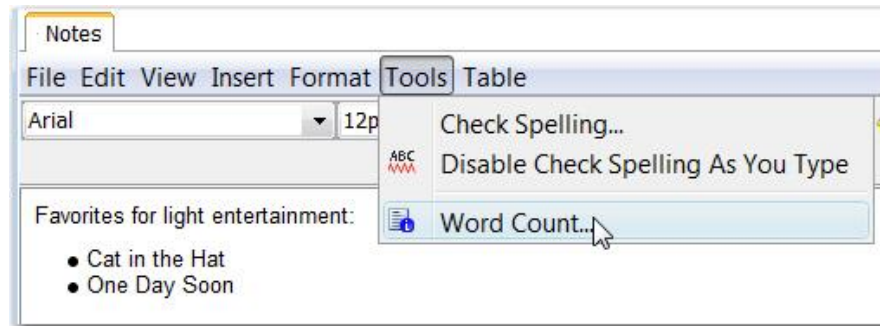 Notes
File Edit View Insert Format Tools Table
Arial 12p
Check Spelling...
ABC Disable Check Spelling As You Type
Word Count...
Favorites for light entertainment:
● Cat in the Hat
● One Day Soon